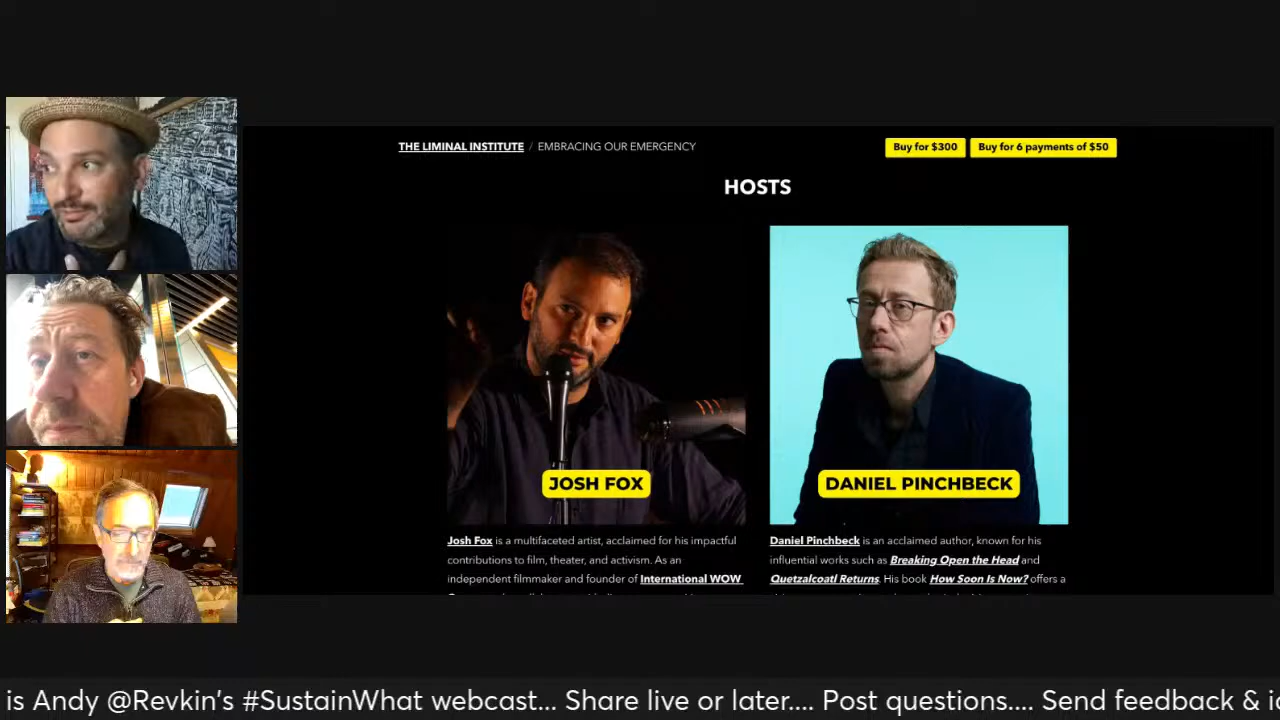 THE LIMINAL INSTITUTE / EMBRACING OUR EMERGENCY
Buy for $300
Buy for 6 payments of $50
HOSTS
JOSH FOX
DANIEL PINCHBECK
Josh Fox is a multifaceted artist, acclaimed for his impactful
contributions to film, theater, and activism. As an
independent filmmaker and founder of International WOW
Daniel Pinchbeck is an acclaimed author, known for his
influential works such as Breaking Open the Head and
Quetzalcoatl Returns. His book How Soon Is Now? offers a
is Andy @Revkin's #SustainWhat webcast... Share live or later.... Post questions.... Send feedback &